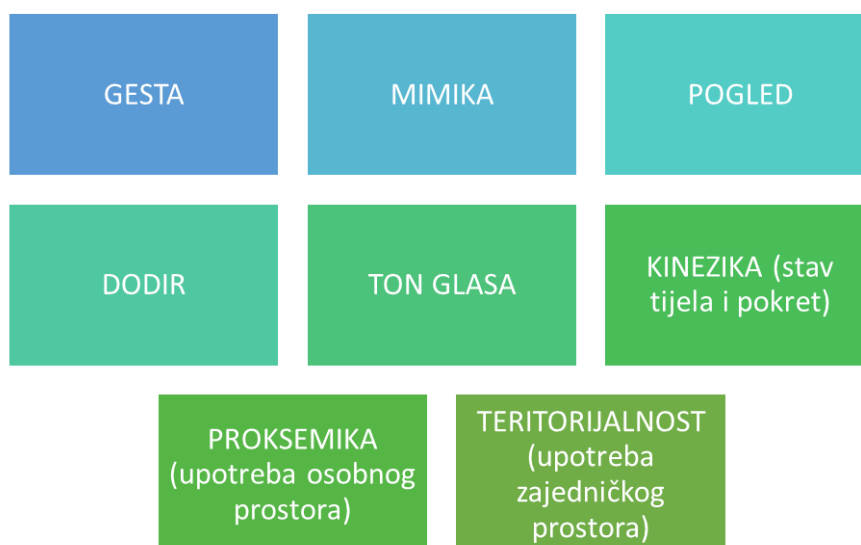 GESTA
MIMIKA
POGLED
DODIR
TON GLASA
KINEZIKA (stav
tijela i pokret)
PROKSEMIKA
(upotreba osobnog
prostora)
TERITORIJALNOST
(upotreba
zajedničkog
prostora)